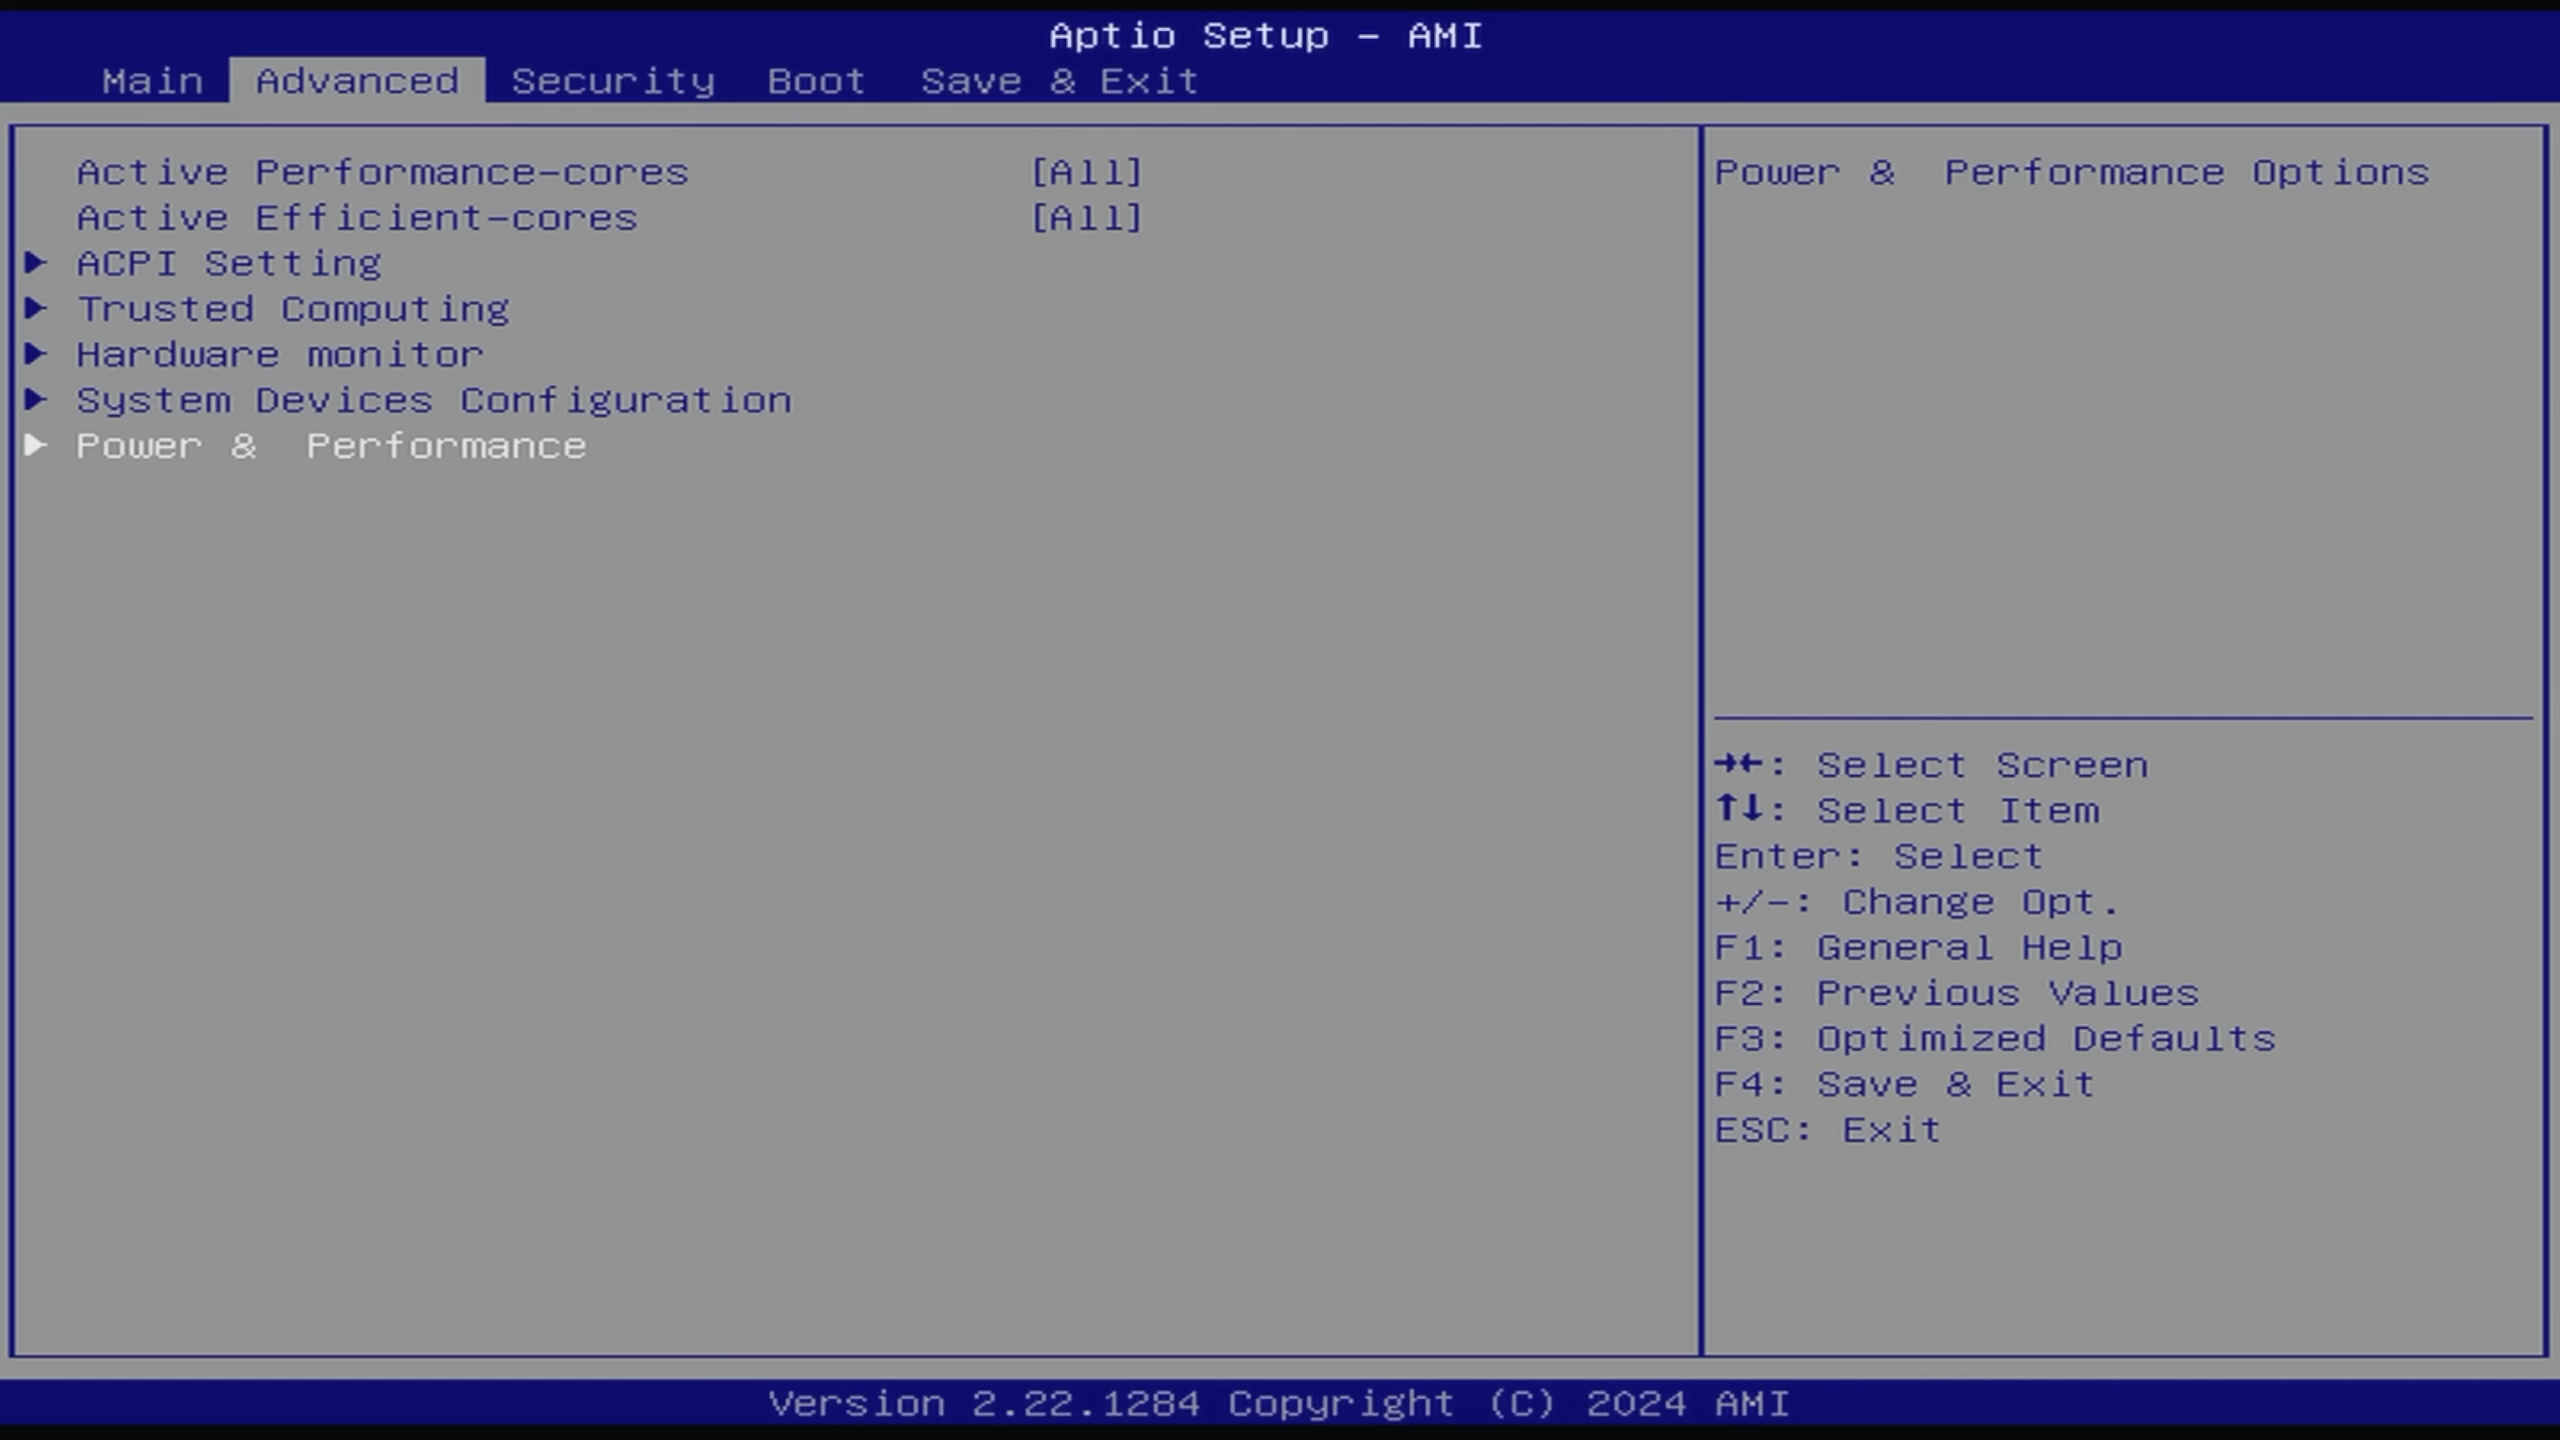 Aptio Setup - AMI
Main Advanced Security Boot Save & Exit
Active Performance-cores [All]
Active Efficient-cores [All]
ACPI Setting
Trusted Computing
Hardware monitor
System Devices Configuration
Power &  Performance
Power &  Performance Options
→←: Select Screen
↑↓: Select Item
Enter: Select
+/-: Change Opt.
F1: General Help
F2: Previous Values
F3: Optimized Defaults
F4: Save & Exit
ESC: Exit
Version 2.22.1284 Copyright (C) 2024 AMI